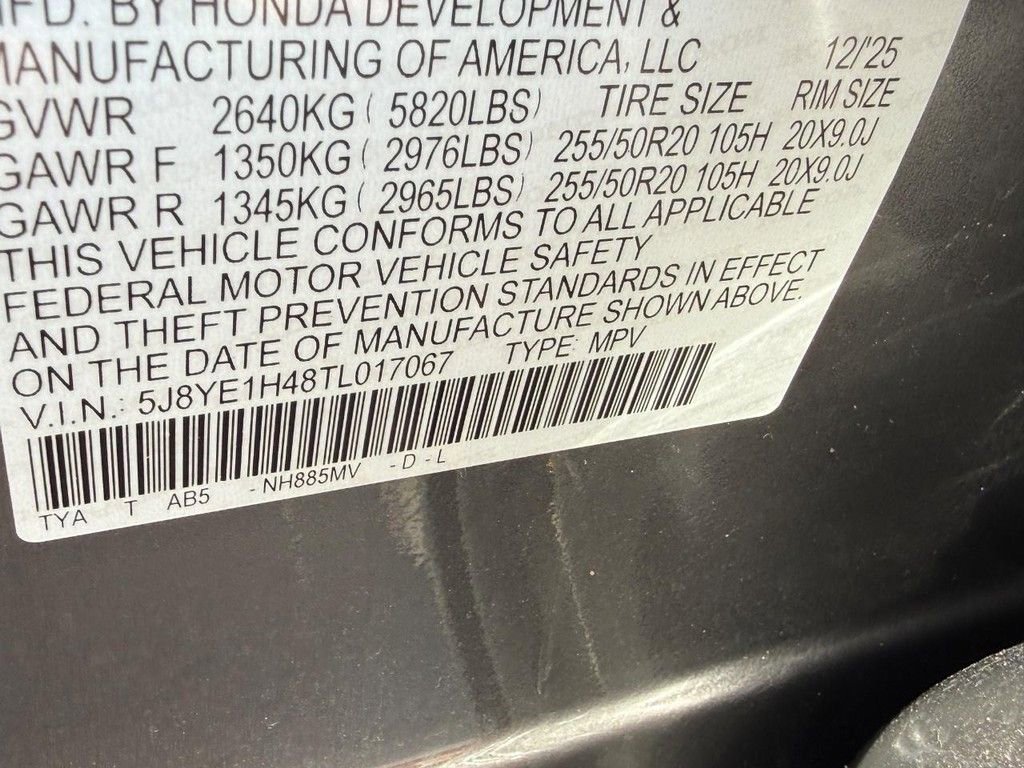 MFD. BY HONDA DEVELOPMENT &
MANUFACTURING OF AMERICA, LLC 12/'25
GVWR 2640KG ( 5820LBS) TIRE SIZE RIM SIZE
GAWR F 1350KG ( 2976LBS) 255/50R20 105H 20X9.0J
GAWR R 1345KG ( 2965LBS) 255/50R20 105H 20X9.0J
THIS VEHICLE CONFORMS TO ALL APPLICABLE
FEDERAL MOTOR VEHICLE SAFETY
AND THEFT PREVENTION STANDARDS IN EFFECT
ON THE DATE OF MANUFACTURE SHOWN ABOVE.
V.I.N.: 5J8YE1H48TL017067 TYPE: MPV
TYA T AB5 - NH885MV - D - L